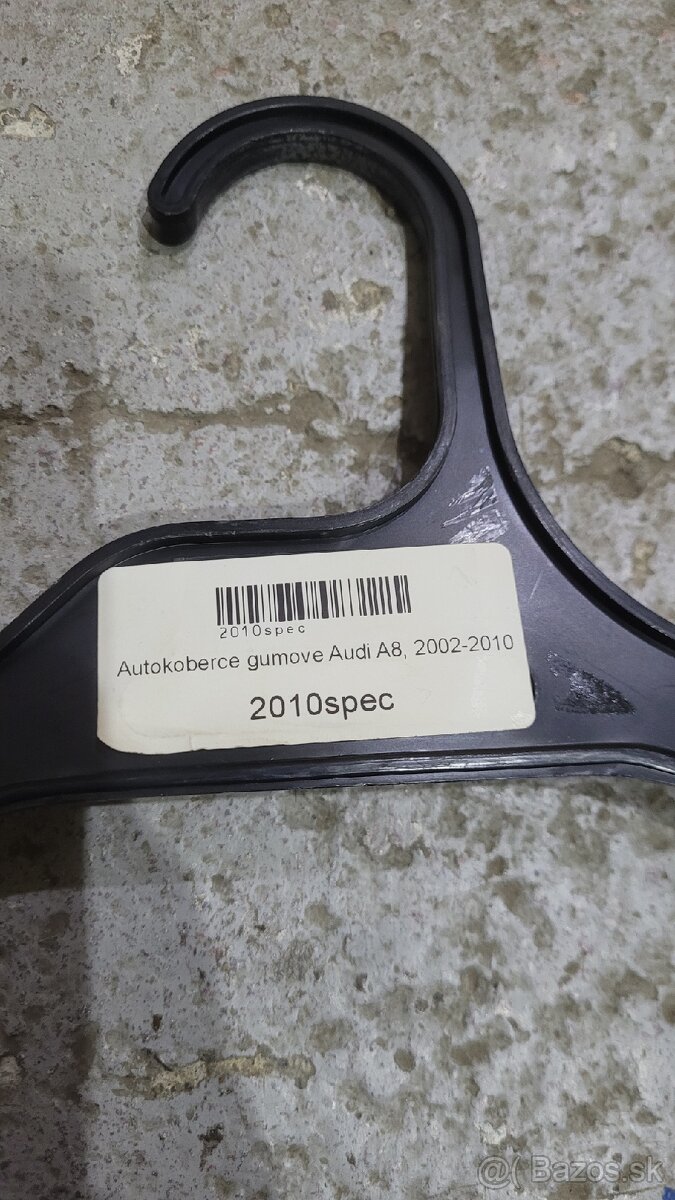 2010spec
Autokoberce gumove Audi A8, 2002-2010
2010spec
@( Bazos.sk